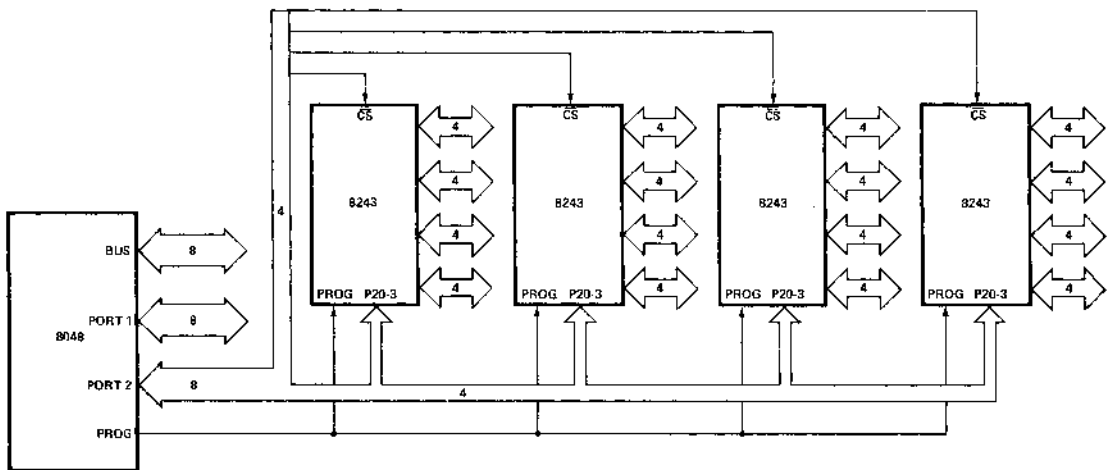 CS CS CS CS
4 4 4 4
4 4 4 4
8243 8243 8243 8243
4
4 4 4 4
BUS 8
4 4 4 4
PROG P20-3 PROG P20-3 PROG P20-3 PROG P20-3
PORT 1 8
8048
PORT 2 8
4
PROG